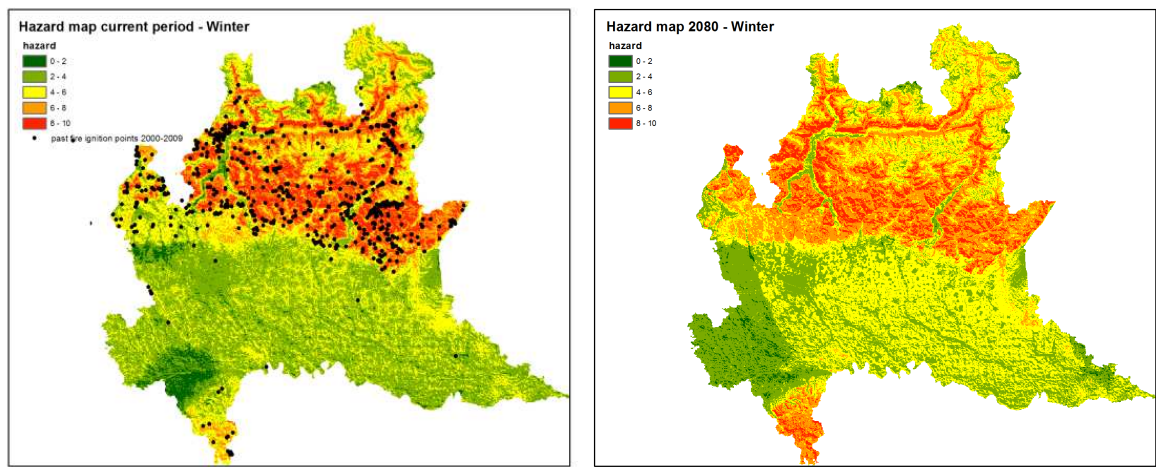 Hazard map current period - Winter
hazard
0 - 2
2 - 4
4 - 6
6 - 8
8 - 10
past fire ignition points 2000-2009
Hazard map 2080 - Winter
hazard
0 - 2
2 - 4
4 - 6
6 - 8
8 - 10